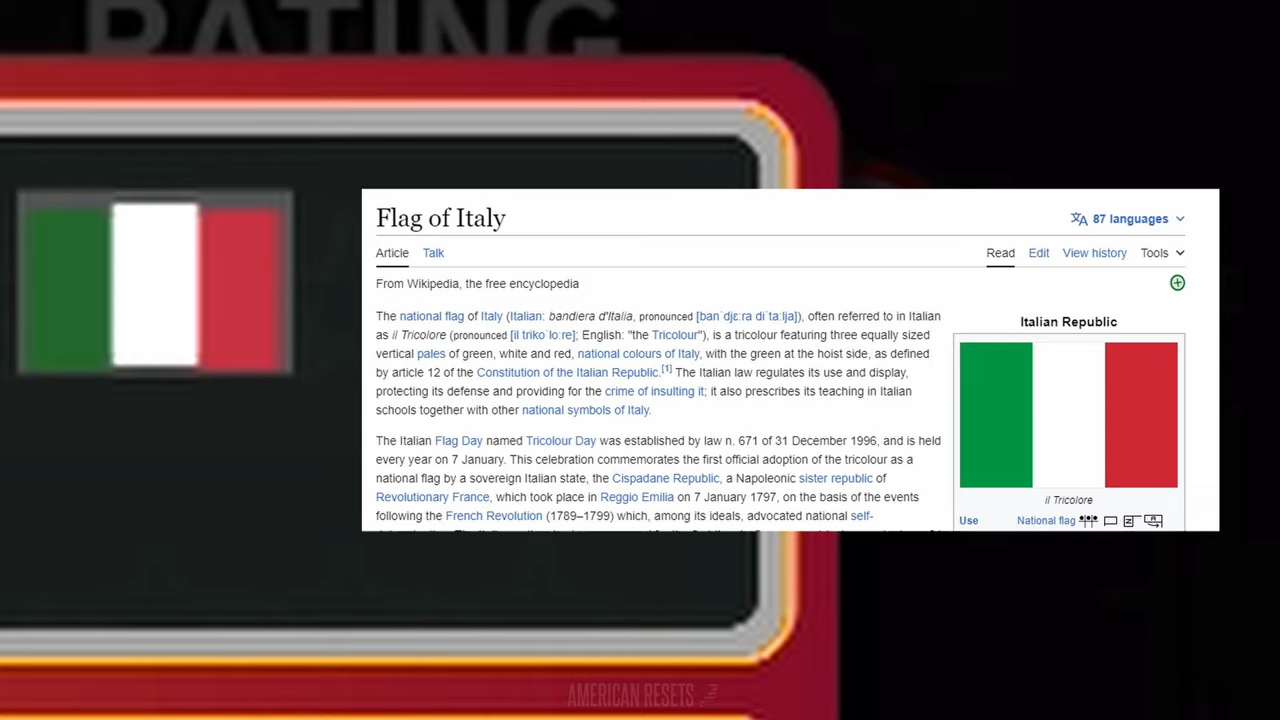 RATING
Flag of Italy
87 languages
Article Talk
Read Edit View history Tools
From Wikipedia, the free encyclopedia
The national flag of Italy (Italian: bandiera d'Italia, pronounced [banˈdjɛːra diˈtaːlja]), often referred to in Italian
as il Tricolore (pronounced [il trikoˈloːre]; English: "the Tricolour"), is a tricolour featuring three equally sized
vertical pales of green, white and red, national colours of Italy, with the green at the hoist side, as defined
by article 12 of the Constitution of the Italian Republic.[1] The Italian law regulates its use and display,
protecting its defense and providing for the crime of insulting it; it also prescribes its teaching in Italian
schools together with other national symbols of Italy.
The Italian Flag Day named Tricolour Day was established by law n. 671 of 31 December 1996, and is held
every year on 7 January. This celebration commemorates the first official adoption of the tricolour as a
national flag by a sovereign Italian state, the Cispadane Republic, a Napoleonic sister republic of
Revolutionary France, which took place in Reggio Emilia on 7 January 1797, on the basis of the events
following the French Revolution (1789–1799) which, among its ideals, advocated national self-
Italian Republic
il Tricolore
Use National flag
AMERICAN RESETS